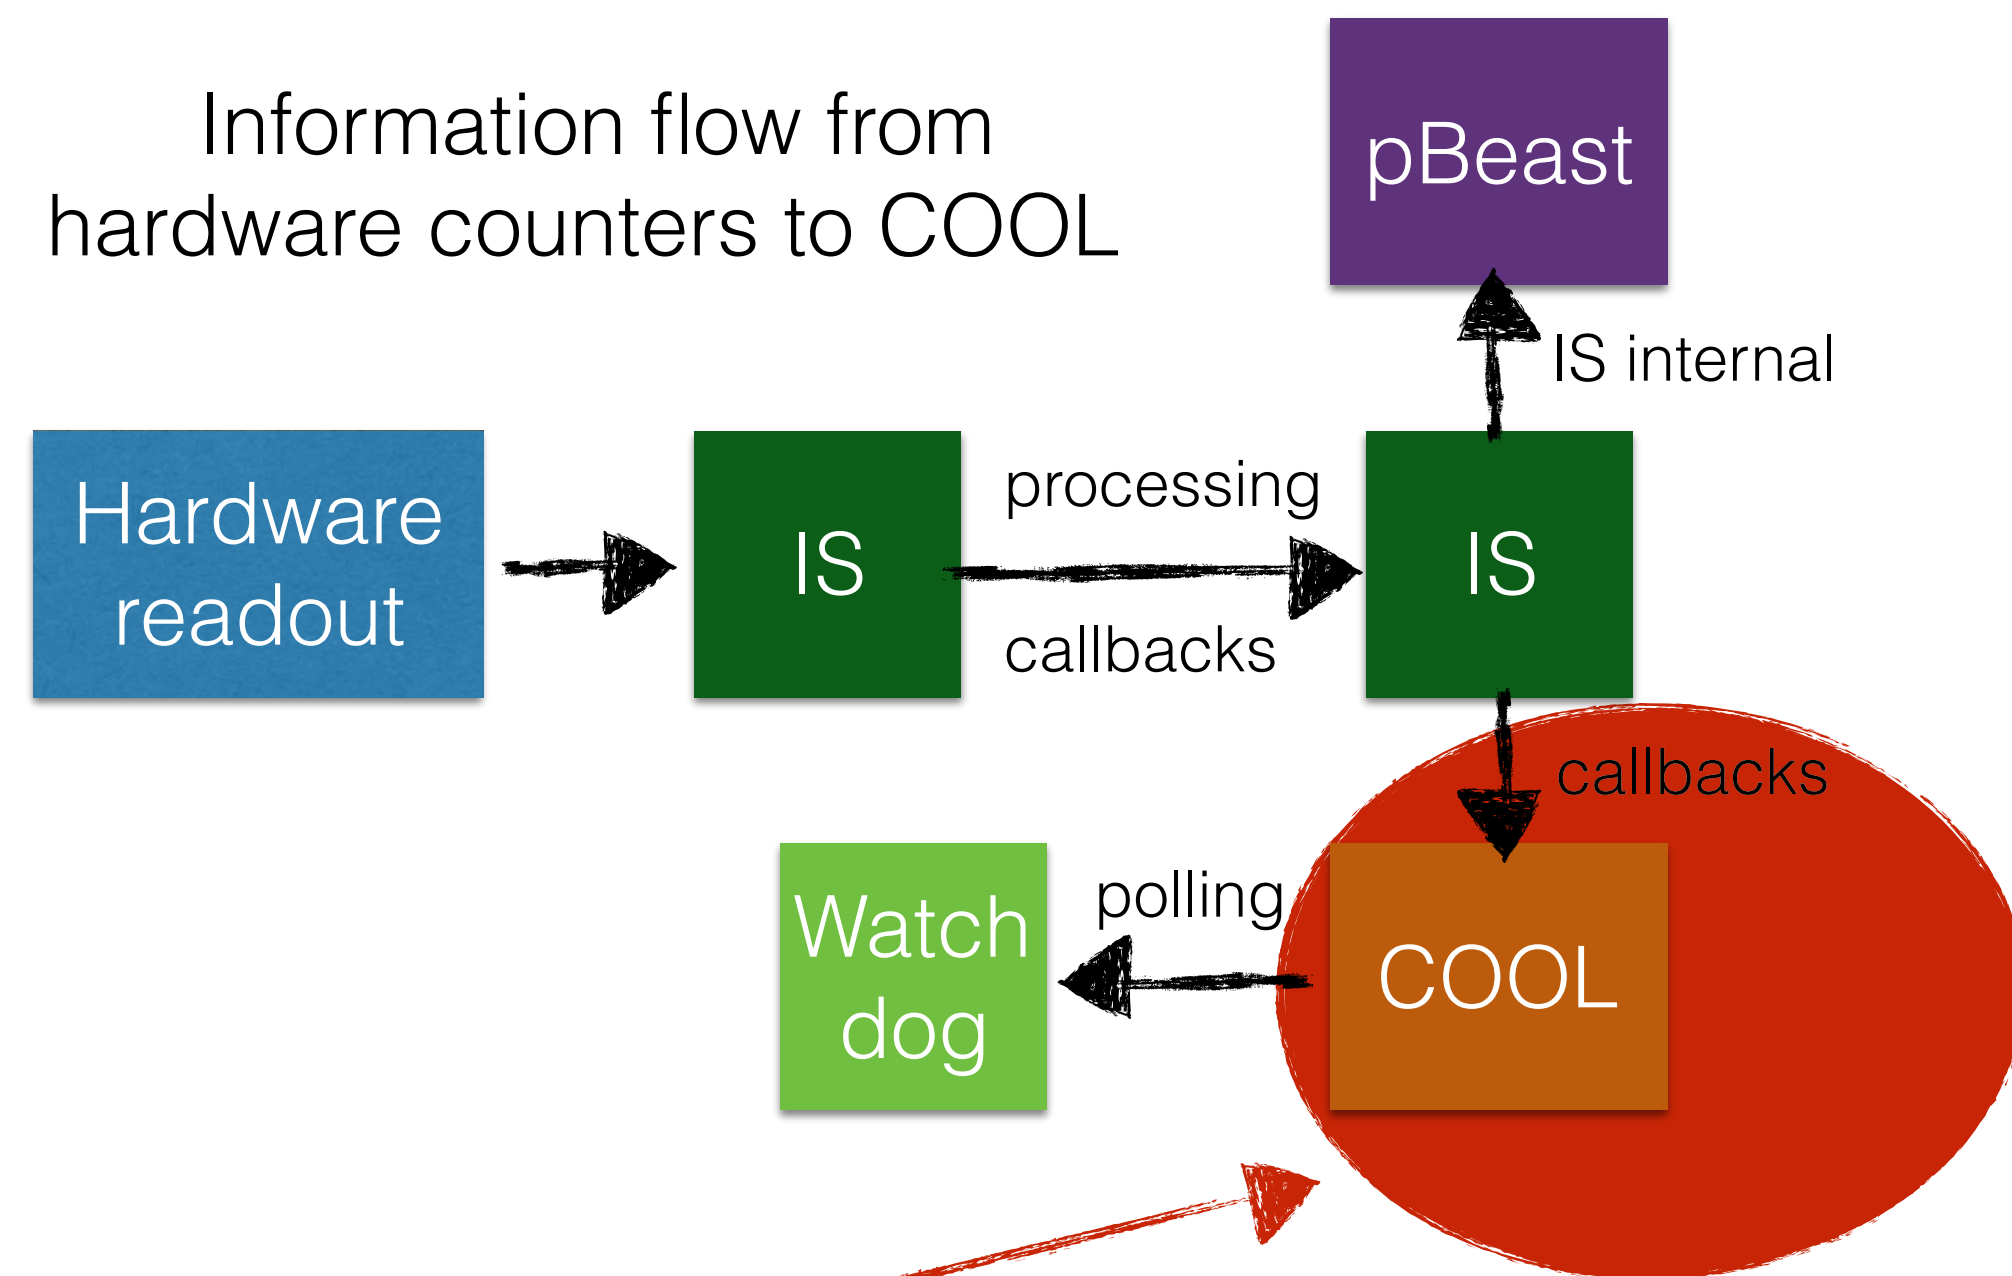 Information flow from
hardware counters to COOL
pBeast
IS internal
Hardware
readout
IS
processing
callbacks
IS
callbacks
Watch
dog
polling
COOL